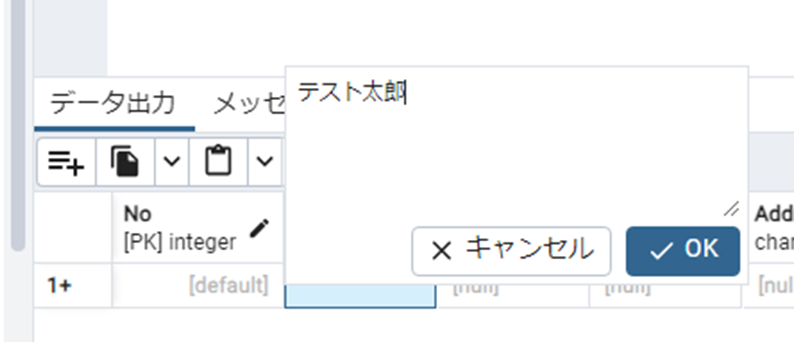 テスト太郎
データ出力 メッセ
No
[PK] integer
Add
char
キャンセル OK
1+ [default] [null] [null] [nul